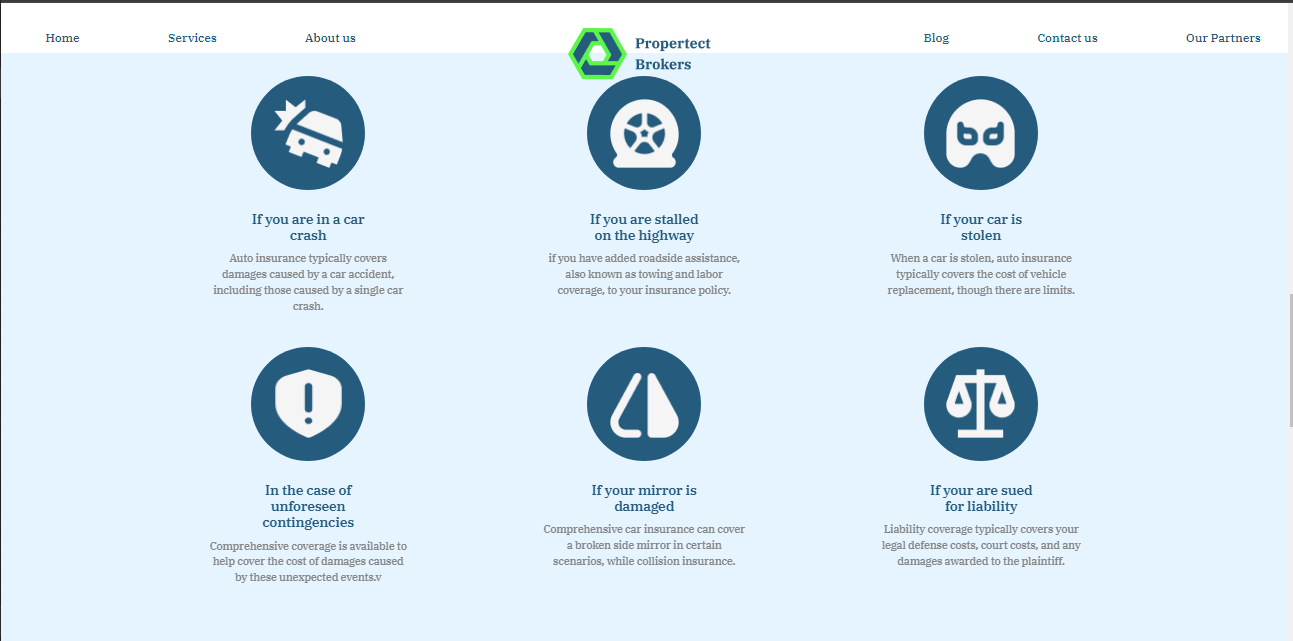 Home
Services
About us
Propertect
Brokers
Blog
Contact us
Our Partners
If you are in a car
crash
Auto insurance typically covers
damages caused by a car accident,
including those caused by a single car
crash.
If you are stalled
on the highway
if you have added roadside assistance,
also known as towing and labor
coverage, to your insurance policy.
If your car is
stolen
When a car is stolen, auto insurance
typically covers the cost of vehicle
replacement, though there are limits.
In the case of
unforeseen
contingencies
Comprehensive coverage is available to
help cover the cost of damages caused
by these unexpected events.v
If your mirror is
damaged
Comprehensive car insurance can cover
a broken side mirror in certain
scenarios, while collision insurance.
If your are sued
for liability
Liability coverage typically covers your
legal defense costs, court costs, and any
damages awarded to the plaintiff.